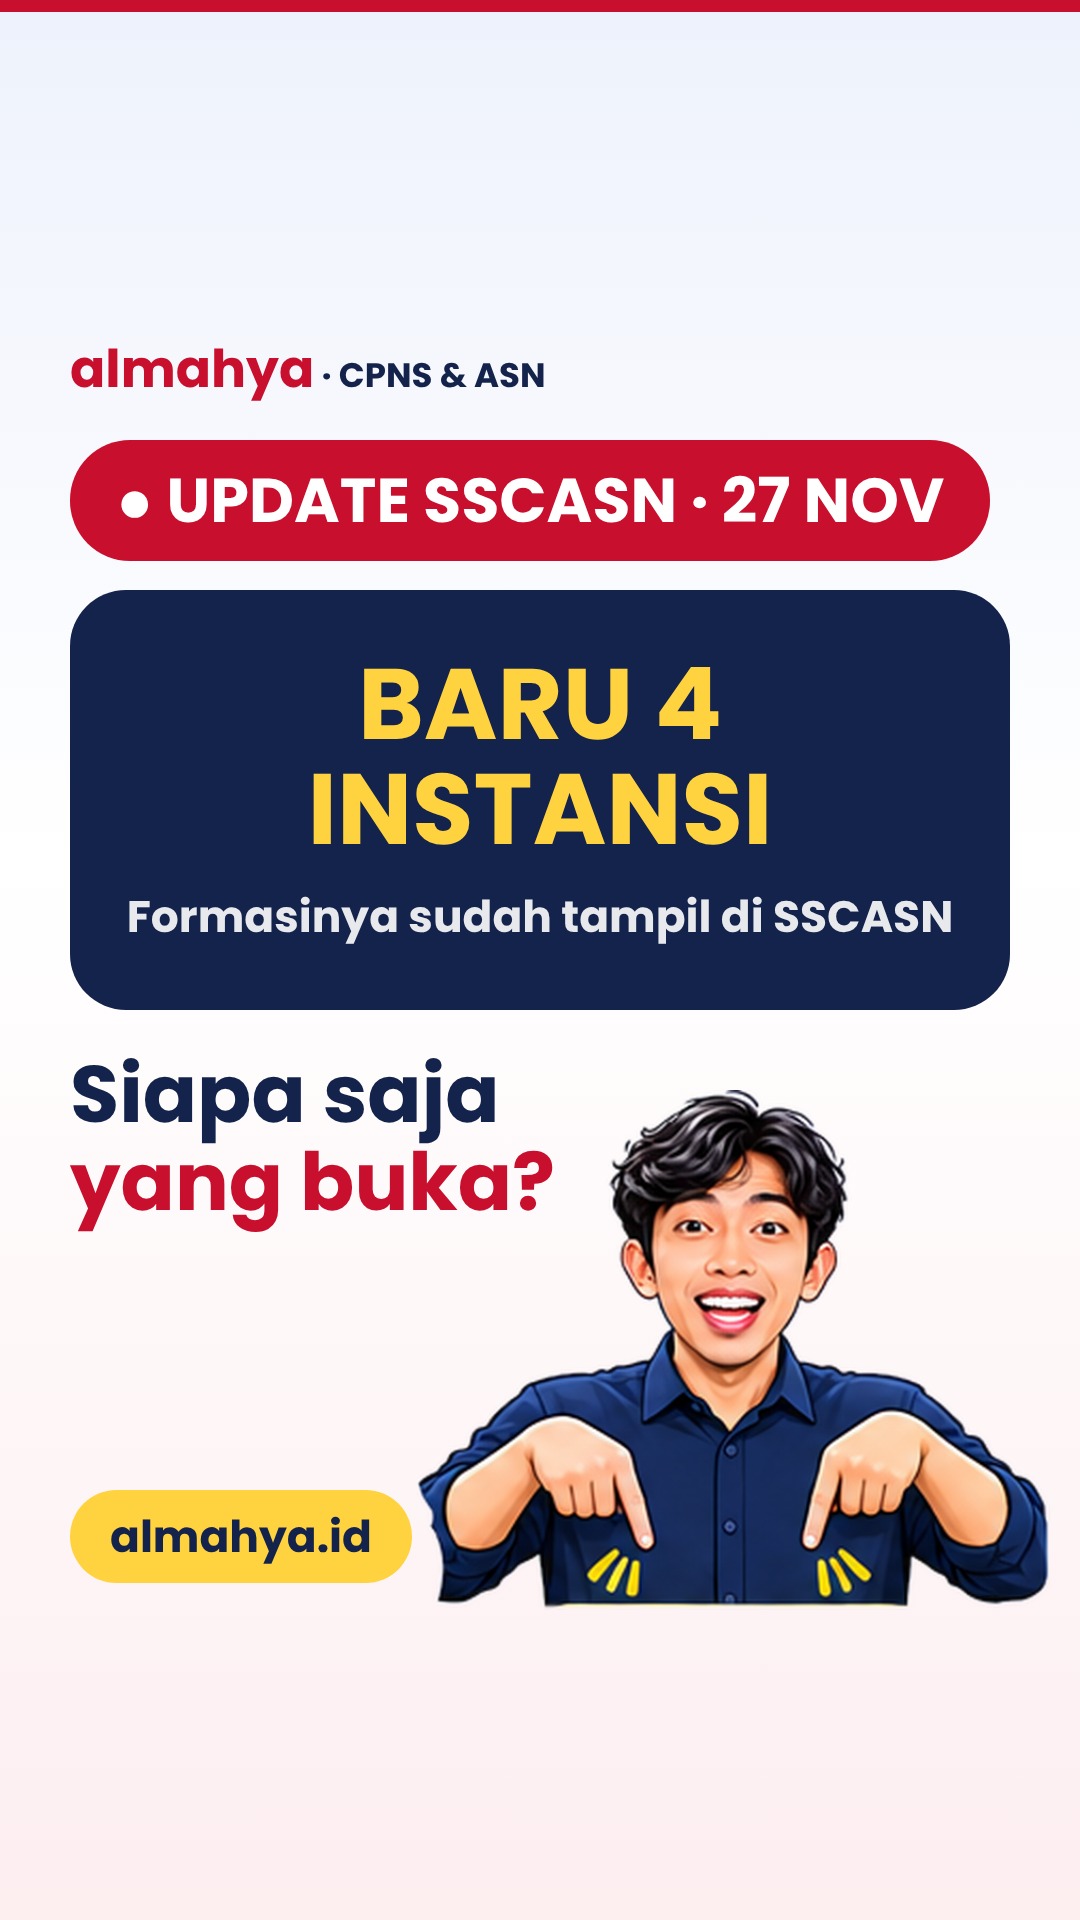 almahya · CPNS & ASN
● UPDATE SSCASN · 27 NOV
BARU 4
INSTANSI
Formasinya sudah tampil di SSCASN
Siapa saja
yang buka?
almahya.id